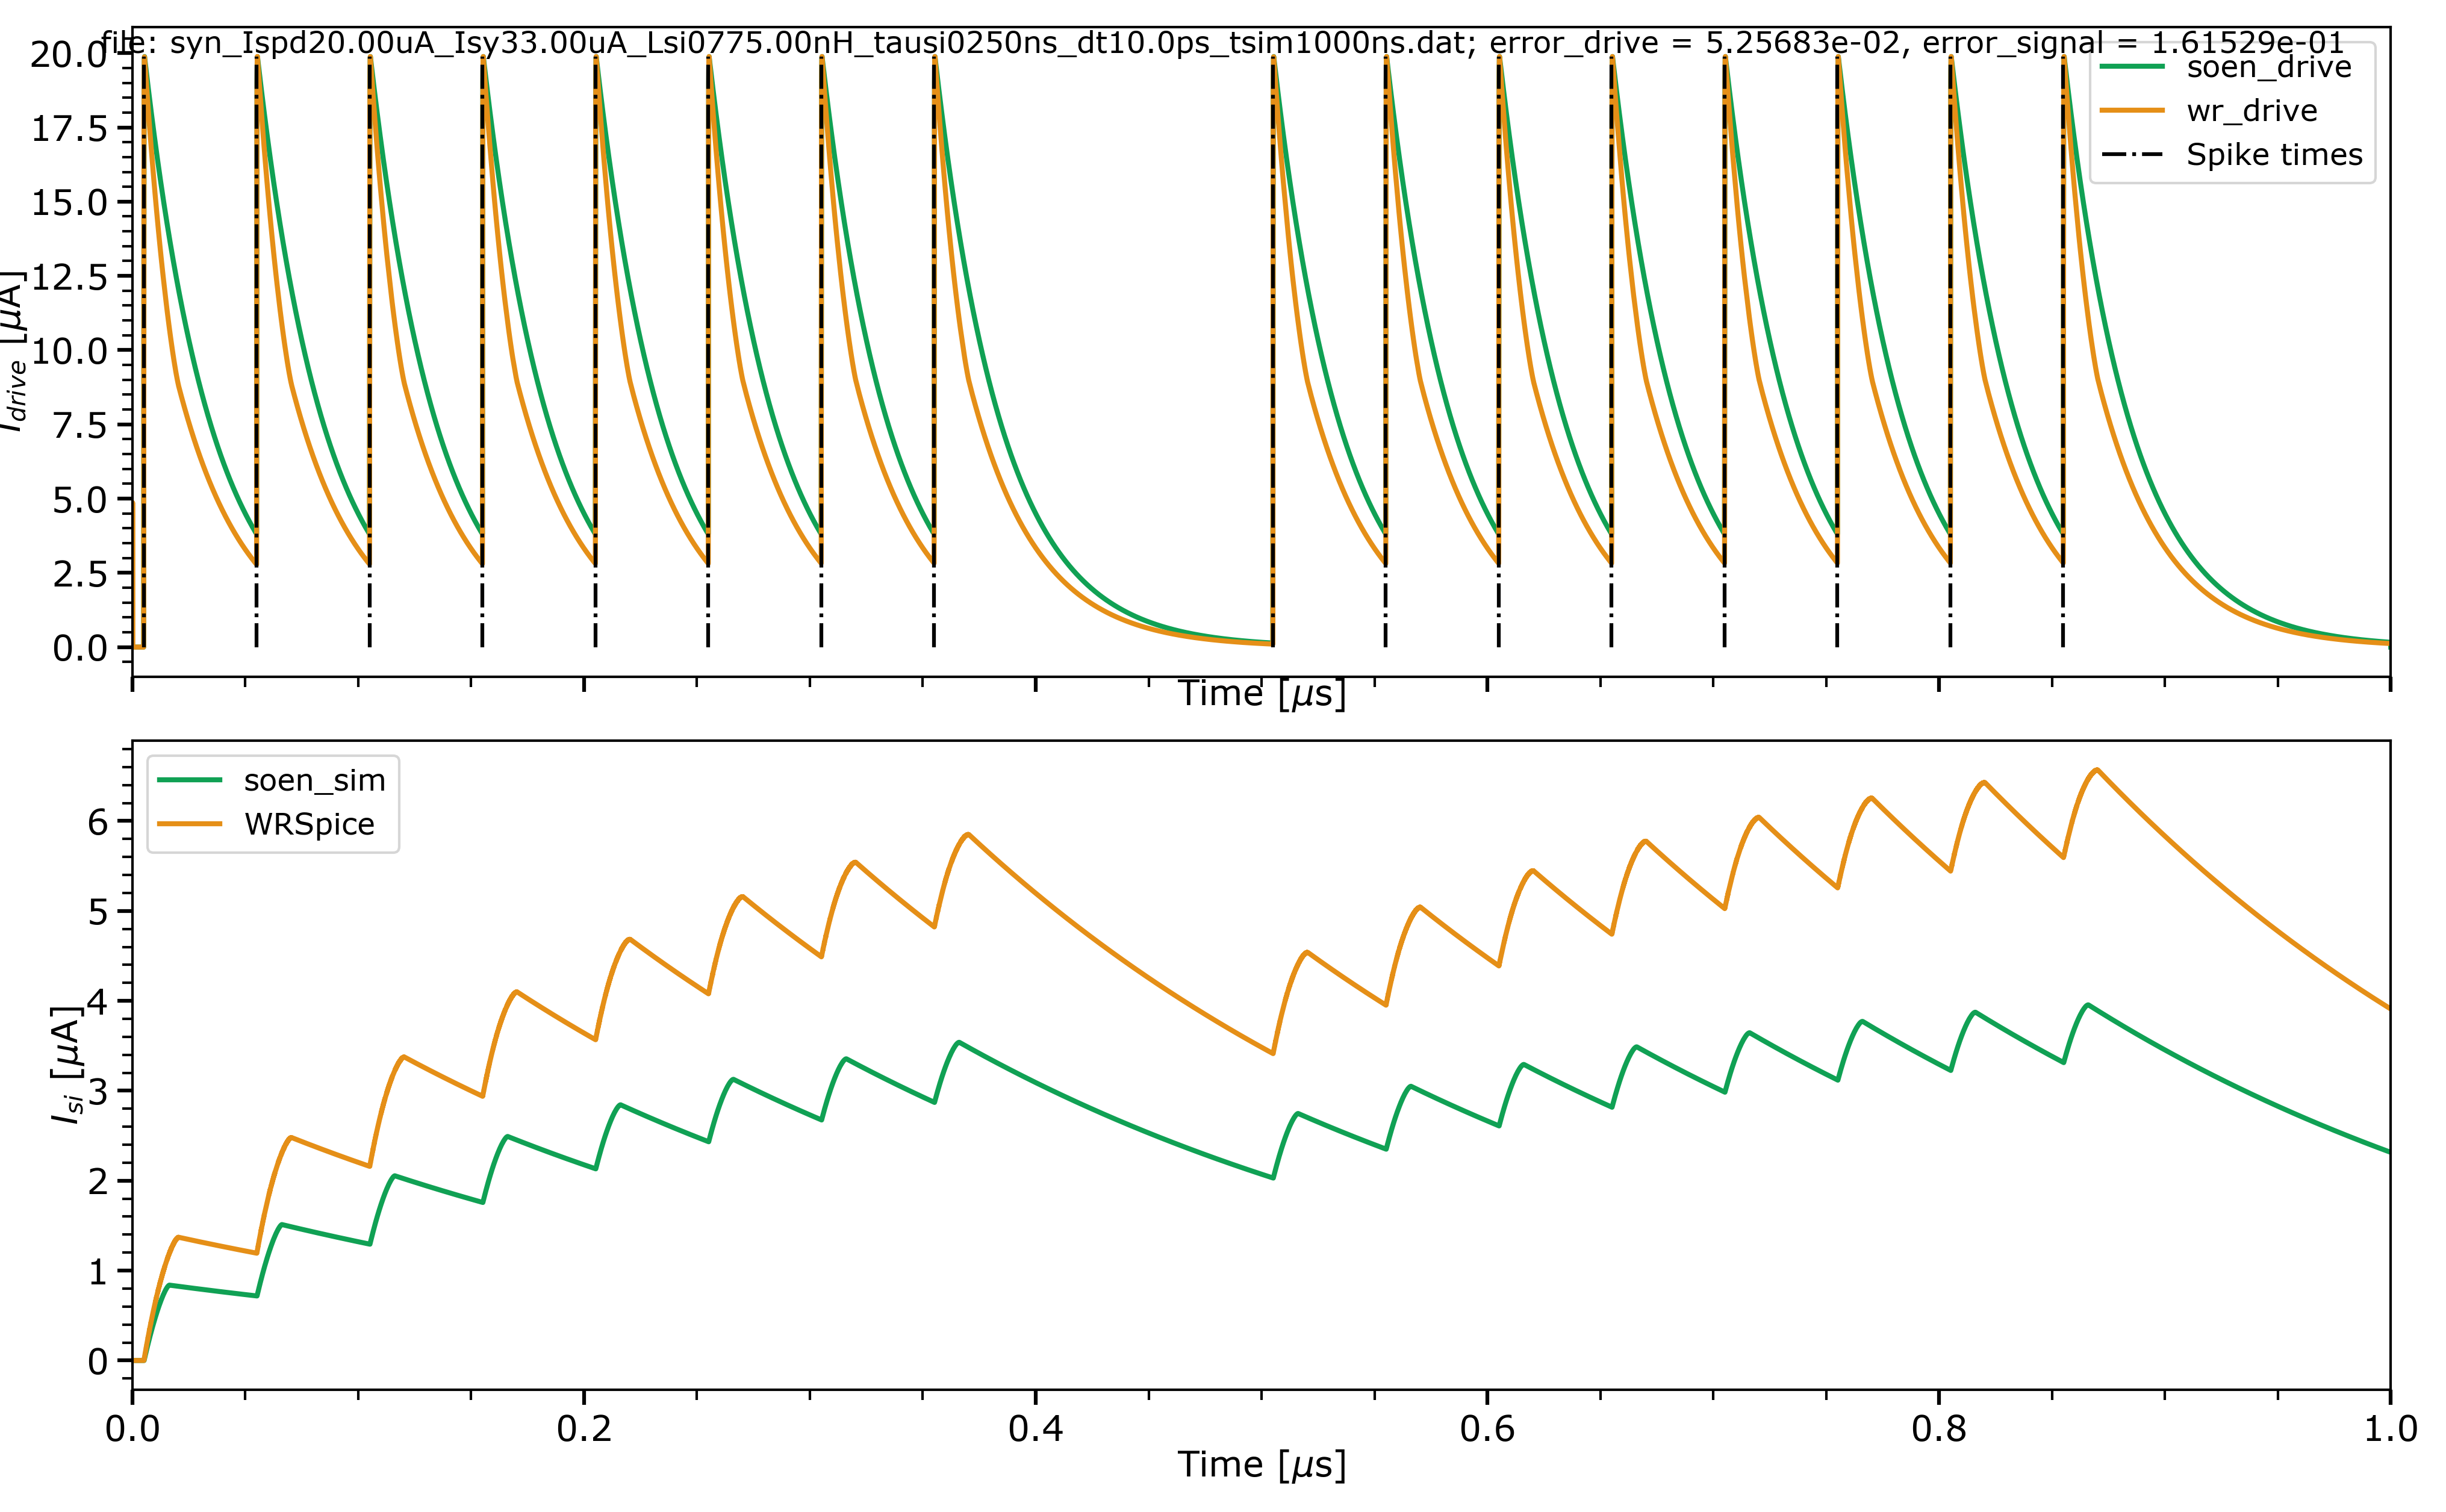 file: syn_Ispd20.00uA_Isy33.00uA_Lsi0775.00nH_tausi0250ns_dt10.0ps_tsim1000ns.dat; error_drive = 5.25683e-02, error_signal = 1.61529e-01
soen_drive
wr_drive
Spike times
20.0
17.5
15.0
12.5
10.0
7.5
5.0
2.5
0.0
I_drive [μA]
Time [μs]
soen_sim
WRSpice
6
5
4
3
2
1
0
I_si [μA]
0.0 0.2 0.4 0.6 0.8 1.0
Time [μs]